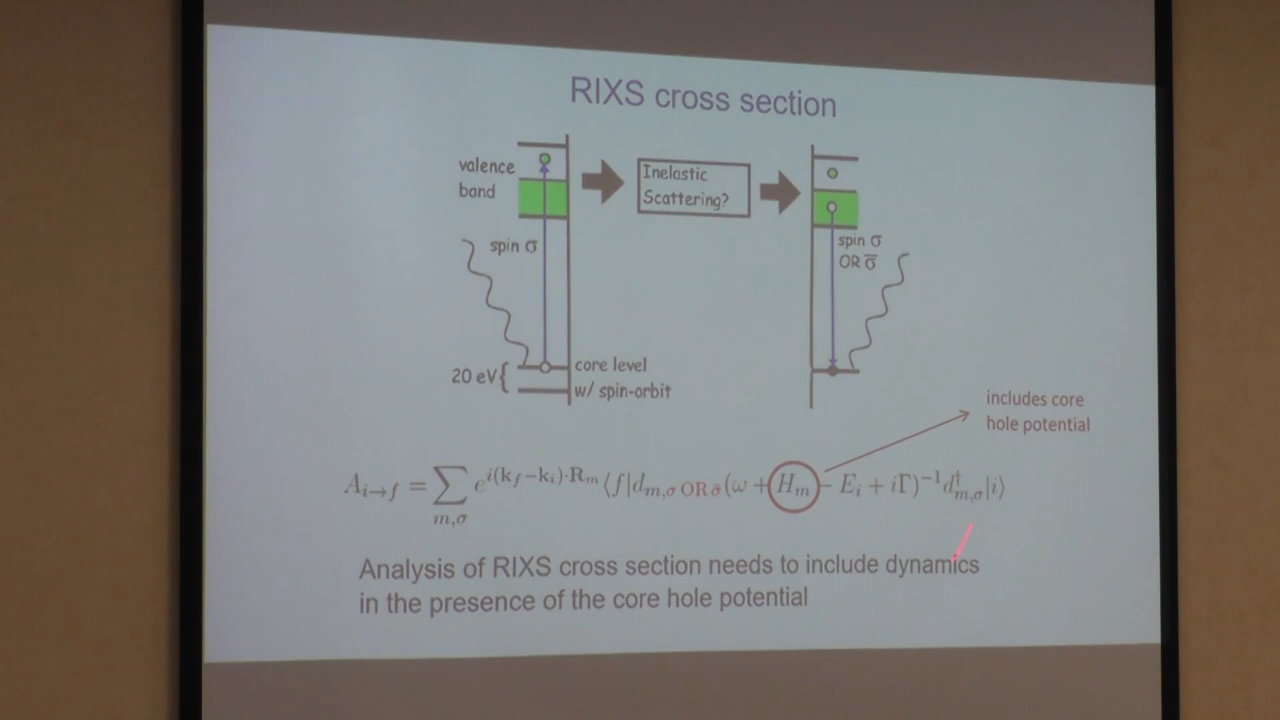 RIXS cross section
valence
band
spin σ
20 eV{
core level
w/ spin-orbit
Inelastic
Scattering?
spin σ
OR σ̅
includes core
hole potential
A_{i→f} = ∑_{m,σ} e^{i(k_f−k_i)·R_m} ⟨f|d_{m,σ OR σ̅}(ω + H_m − E_i + iΓ)^{−1} d†_{m,σ}|i⟩
Analysis of RIXS cross section needs to include dynamics
in the presence of the core hole potential